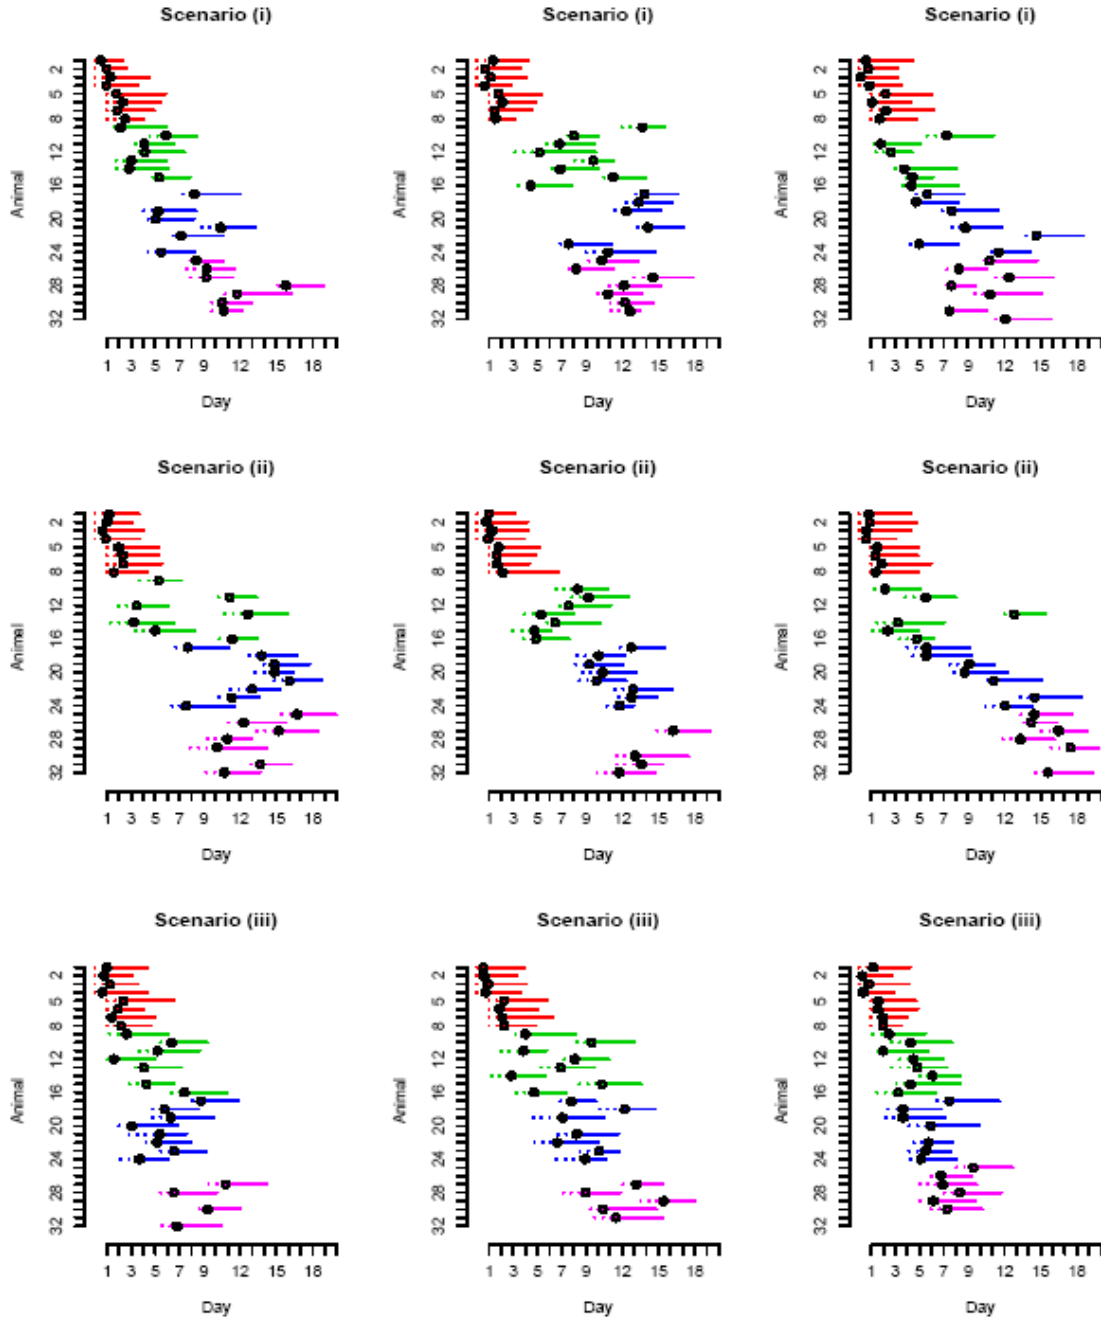 Scenario (i) Scenario (i) Scenario (i)
Animal 2 5 8 12 16 20 24 28 32
Animal 2 5 8 12 16 20 24 28 32
Animal 2 5 8 12 16 20 24 28 32
1 3 5 7 9 12 15 18
1 3 5 7 9 12 15 18
1 3 5 7 9 12 15 18
Day Day Day
Scenario (ii) Scenario (ii) Scenario (ii)
Animal 2 5 8 12 16 20 24 28 32
Animal 2 5 8 12 16 20 24 28 32
Animal 2 5 8 12 16 20 24 28 32
1 3 5 7 9 12 15 18
1 3 5 7 9 12 15 18
1 3 5 7 9 12 15 18
Day Day Day
Scenario (iii) Scenario (iii) Scenario (iii)
Animal 2 5 8 12 16 20 24 28 32
Animal 2 5 8 12 16 20 24 28 32
Animal 2 5 8 12 16 20 24 28 32
1 3 5 7 9 12 15 18
1 3 5 7 9 12 15 18
1 3 5 7 9 12 15 18
Day Day Day